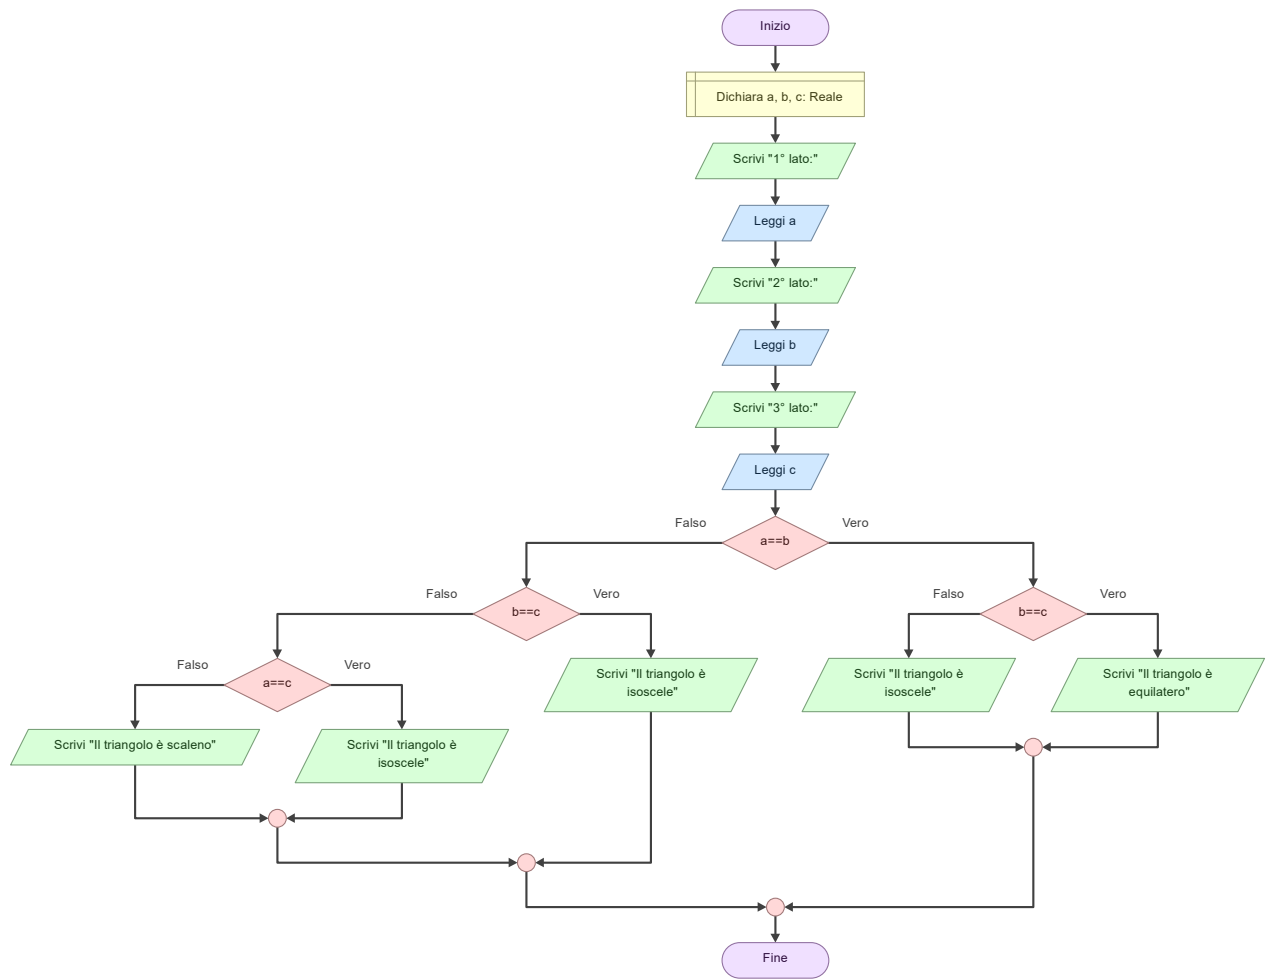 Inizio
Dichiara a, b, c: Reale
Scrivi "1° lato:"
Leggi a
Scrivi "2° lato:"
Leggi b
Scrivi "3° lato:"
Leggi c
Falso
Vero
a==b
Falso
Vero
Falso
Vero
b==c
b==c
Falso
Vero
Scrivi "Il triangolo è
isoscele"
Scrivi "Il triangolo è
isoscele"
Scrivi "Il triangolo è
equilatero"
a==c
Scrivi "Il triangolo è scaleno"
Scrivi "Il triangolo è
isoscele"
Fine